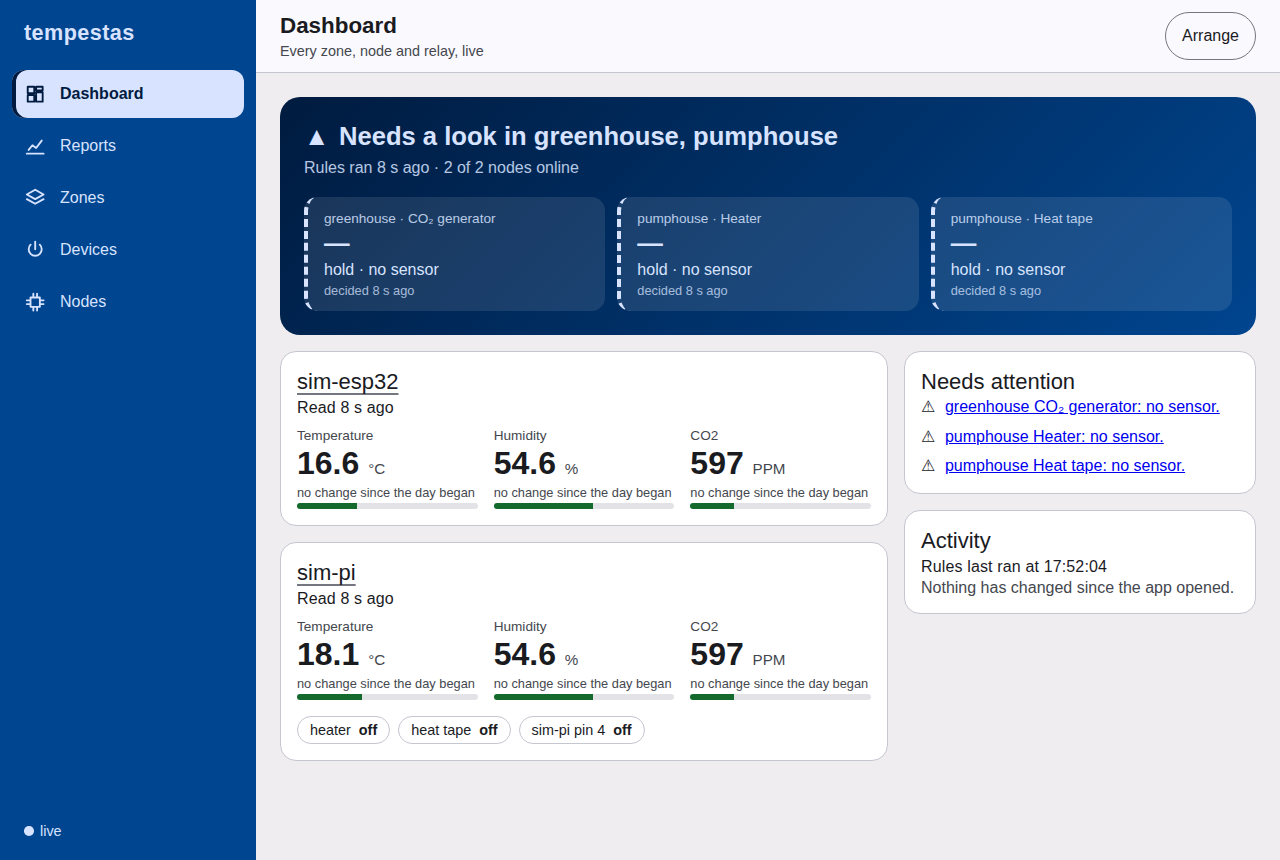 tempestas
Dashboard
Reports
Zones
Devices
Nodes
live
Dashboard
Every zone, node and relay, live
Arrange
▲ Needs a look in greenhouse, pumphouse
Rules ran 8 s ago · 2 of 2 nodes online
greenhouse · CO₂ generator
—
hold · no sensor
decided 8 s ago
pumphouse · Heater
—
hold · no sensor
decided 8 s ago
pumphouse · Heat tape
—
hold · no sensor
decided 8 s ago
sim-esp32
Read 8 s ago
Temperature
16.6 °C
no change since the day began
Humidity
54.6 %
no change since the day began
CO2
597 PPM
no change since the day began
sim-pi
Read 8 s ago
Temperature
18.1 °C
no change since the day began
Humidity
54.6 %
no change since the day began
CO2
597 PPM
no change since the day began
heater off
heat tape off
sim-pi pin 4 off
Needs attention
⚠ greenhouse CO₂ generator: no sensor.
⚠ pumphouse Heater: no sensor.
⚠ pumphouse Heat tape: no sensor.
Activity
Rules last ran at 17:52:04
Nothing has changed since the app opened.